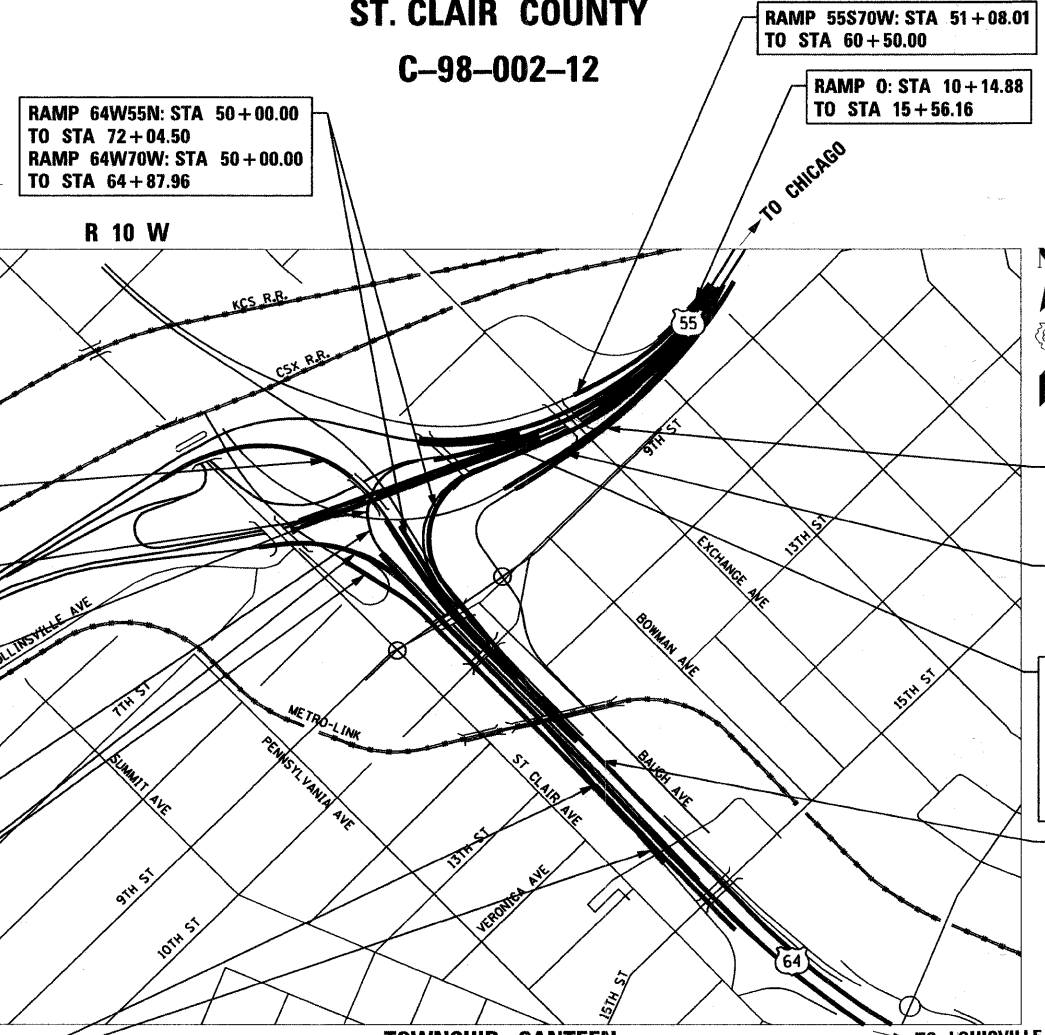 ST. CLAIR COUNTY
C-98-002-12
RAMP 55S70W: STA 51+08.01
TO STA 60+50.00
RAMP O: STA 10+14.88
TO STA 15+56.16
RAMP 64W55N: STA 50+00.00
TO STA 72+04.50
RAMP 64W70W: STA 50+00.00
TO STA 64+87.96
TO CHICAGO
R 10 W
KCS R.R.
55
CSX R.R.
9TH ST
13TH ST
EXCHANGE AVE
BOWMAN AVE
OLLINSVILLE AVE
15TH ST
7TH ST
METRO-LINK
PENNSYLVANIA AVE
SUMMIT AVE
ST CLAIR AVE
BAUGH AVE
13TH ST
9TH ST
VERONICA AVE
10TH ST
15TH ST
64
TOWNSHIP CANTEEN
TO LOUISVILLE